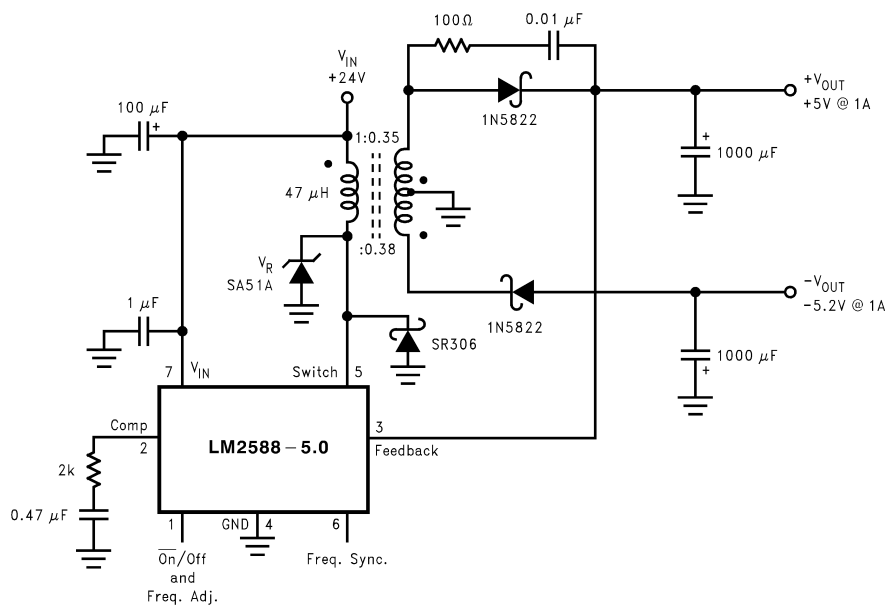 100Ω
0.01 µF
V_IN
+24V
+V_OUT
+5V @ 1A
1N5822
100 µF
+
1:0.35
+
1000 µF
47 µH
:0.38
V_R
SA51A
-V_OUT
-5.2V @ 1A
1 µF
1N5822
SR306
1000 µF
+
7
V_IN
Switch
5
Comp
2
LM2588-5.0
3
Feedback
2k
0.47 µF
1
GND
4
6
O̅n̅/Off
and
Freq. Adj.
Freq. Sync.